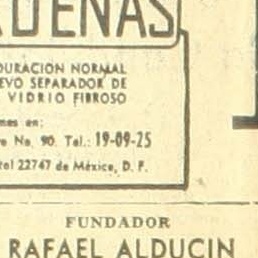 DENAS
DURACION NORMAL
EVO SEPARADOR DE
VIDRIO FIBROSO
nes en:
No. 90. Tel.: 19-09-25
tal 22747 de México, D. F.
FUNDADOR
RAFAEL ALDUCIN